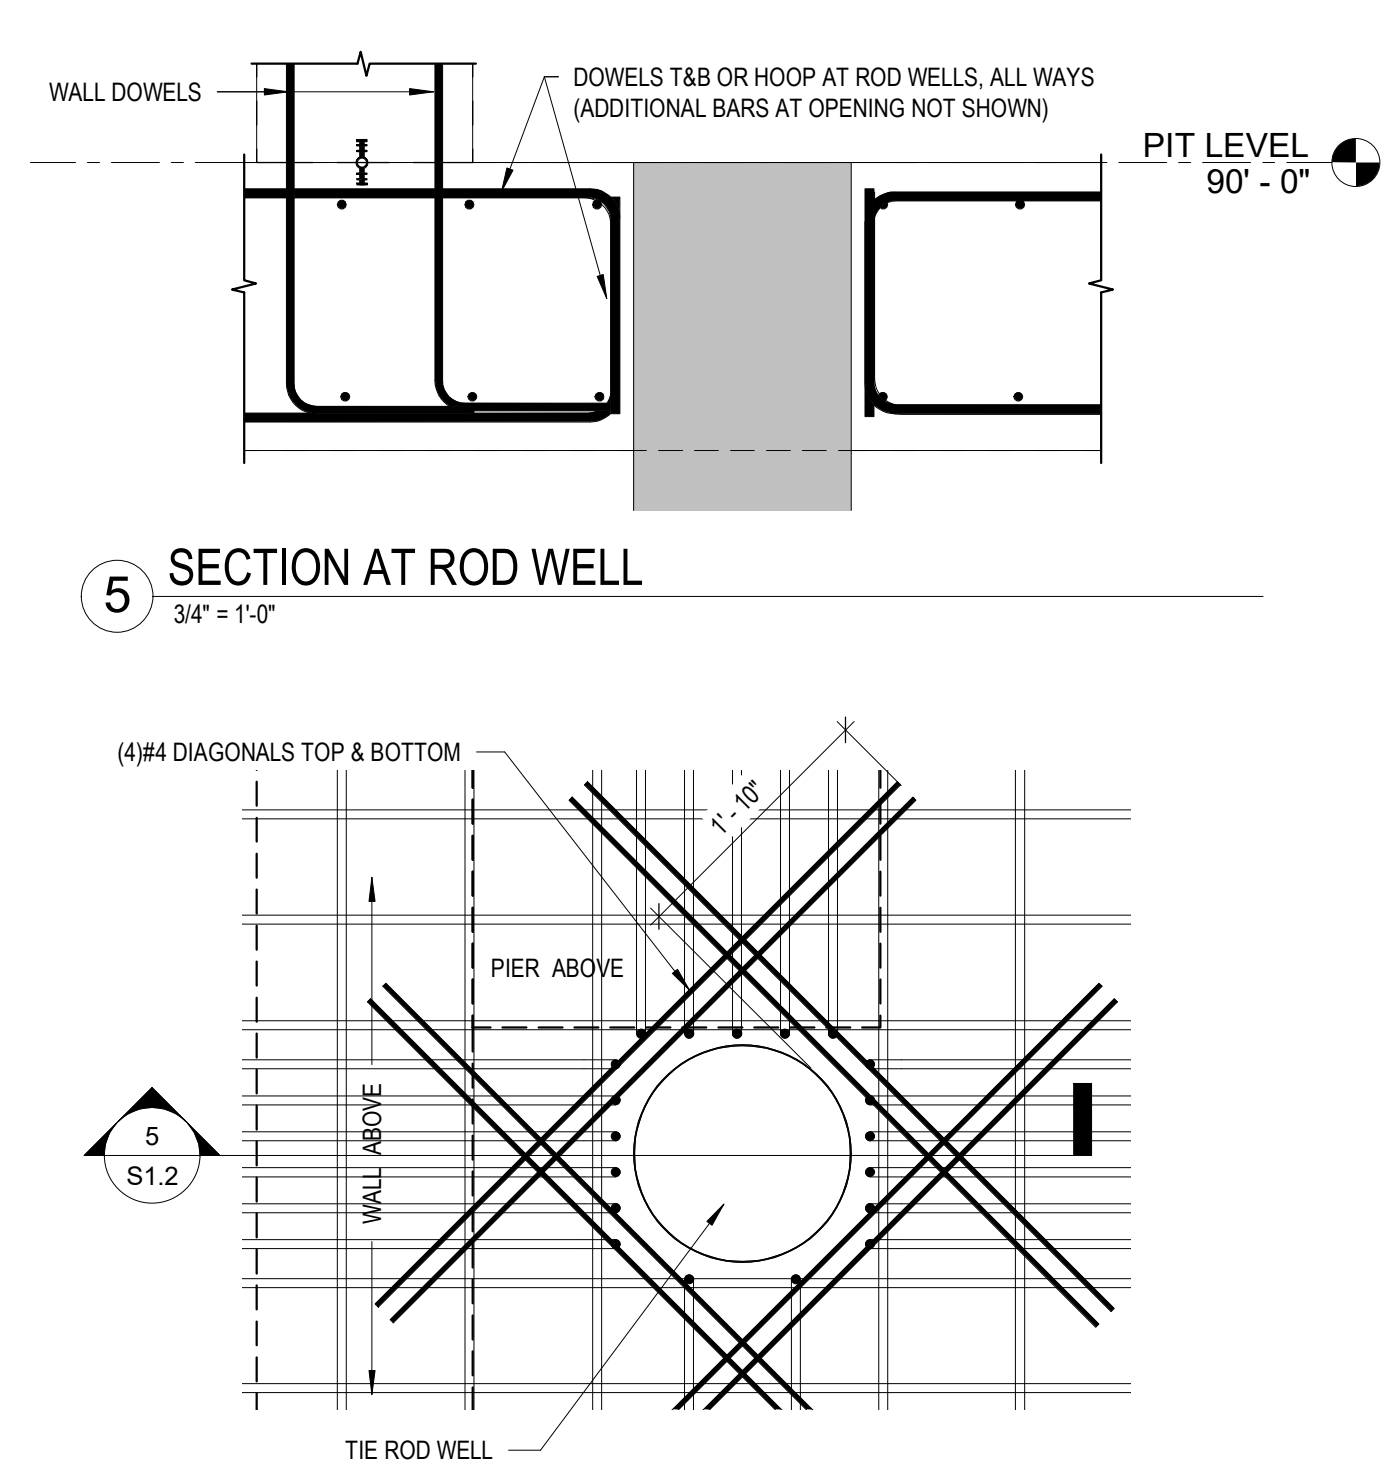 WALL DOWELS
DOWELS T&B OR HOOP AT ROD WELLS, ALL WAYS
(ADDITIONAL BARS AT OPENING NOT SHOWN)
PIT LEVEL
90' - 0"
5
SECTION AT ROD WELL
3/4" = 1'-0"
(4)#4 DIAGONALS TOP & BOTTOM
1' - 10"
PIER ABOVE
WALL ABOVE
5
S1.2
TIE ROD WELL